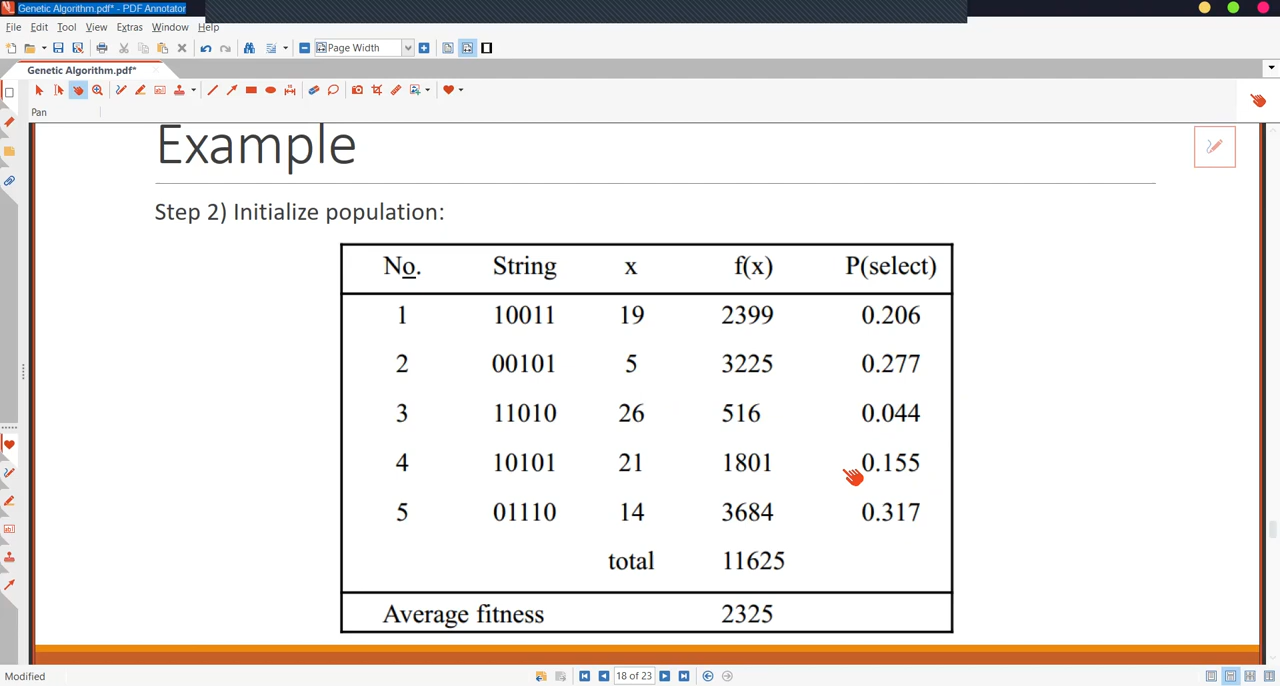 Genetic Algorithm.pdf* - PDF Annotator
File Edit Tool View Extras Window Help
Page Width
Genetic Algorithm.pdf*
Pan
Example
Step 2) Initialize population:
No. String x f(x) P(select)
1 10011 19 2399 0.206
2 00101 5 3225 0.277
3 11010 26 516 0.044
4 10101 21 1801 0.155
5 01110 14 3684 0.317
total 11625
Average fitness 2325
Modified 18 of 23